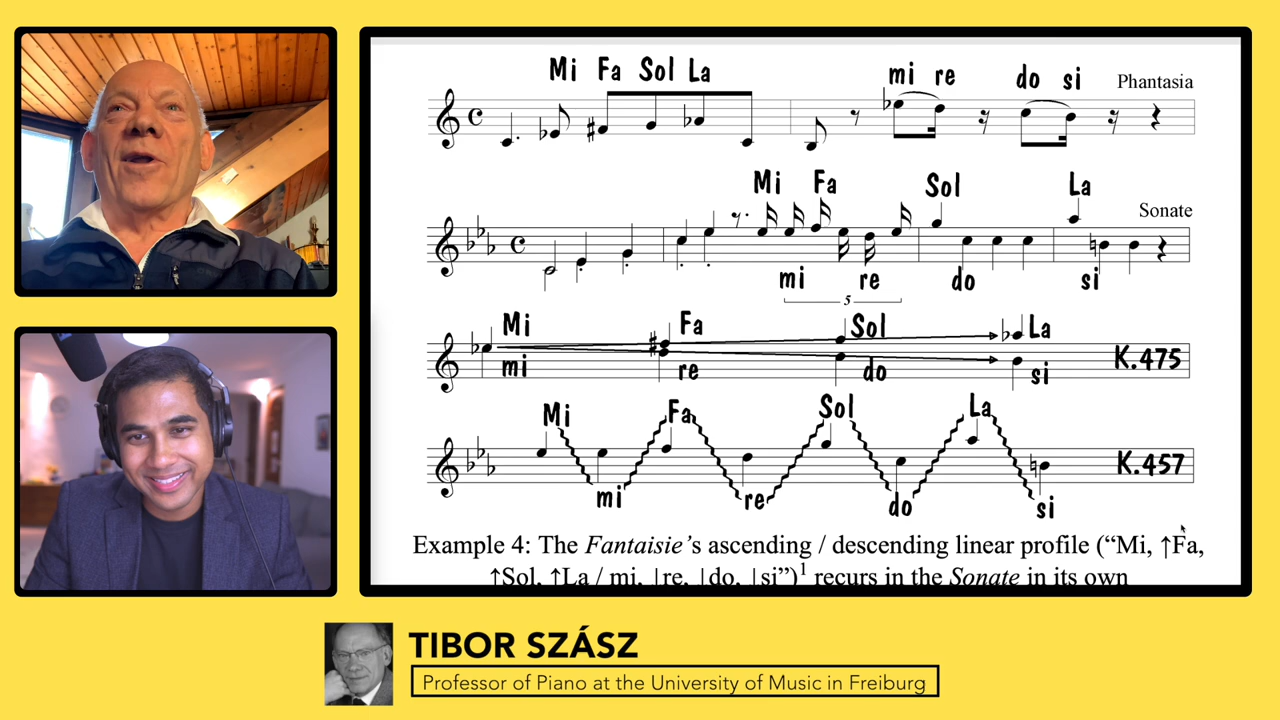 Mi Fa Sol La mi re do si Phantasia
Mi Fa Sol La Sonate
mi re do si
5
Mi Fa Sol La
mi re do si K.475
Mi Fa Sol La
K.457
mi re do si
Example 4: The Fantaisie’s ascending / descending linear profile (“Mi, ↑Fa,
↑Sol, ↑La / mi, ↓re, ↓do, ↓si”)1 recurs in the Sonate in its own
TIBOR SZÁSZ
Professor of Piano at the University of Music in Freiburg